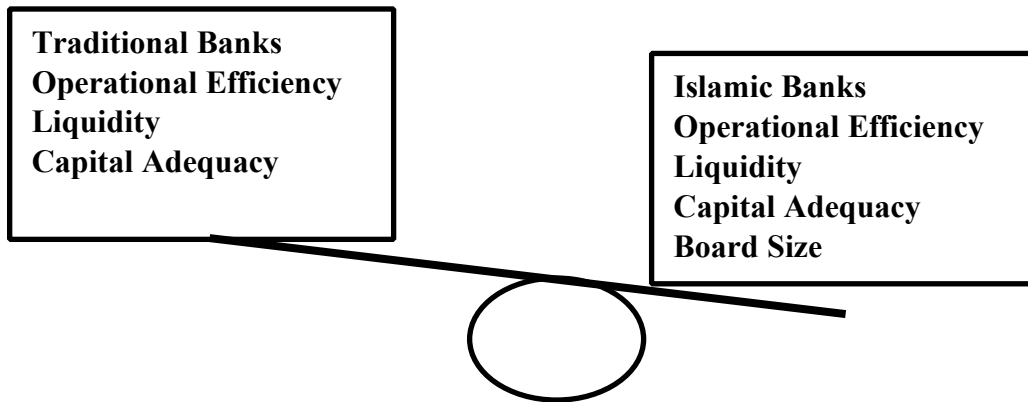 Traditional Banks
Operational Efficiency
Liquidity
Capital Adequacy
Islamic Banks
Operational Efficiency
Liquidity
Capital Adequacy
Board Size